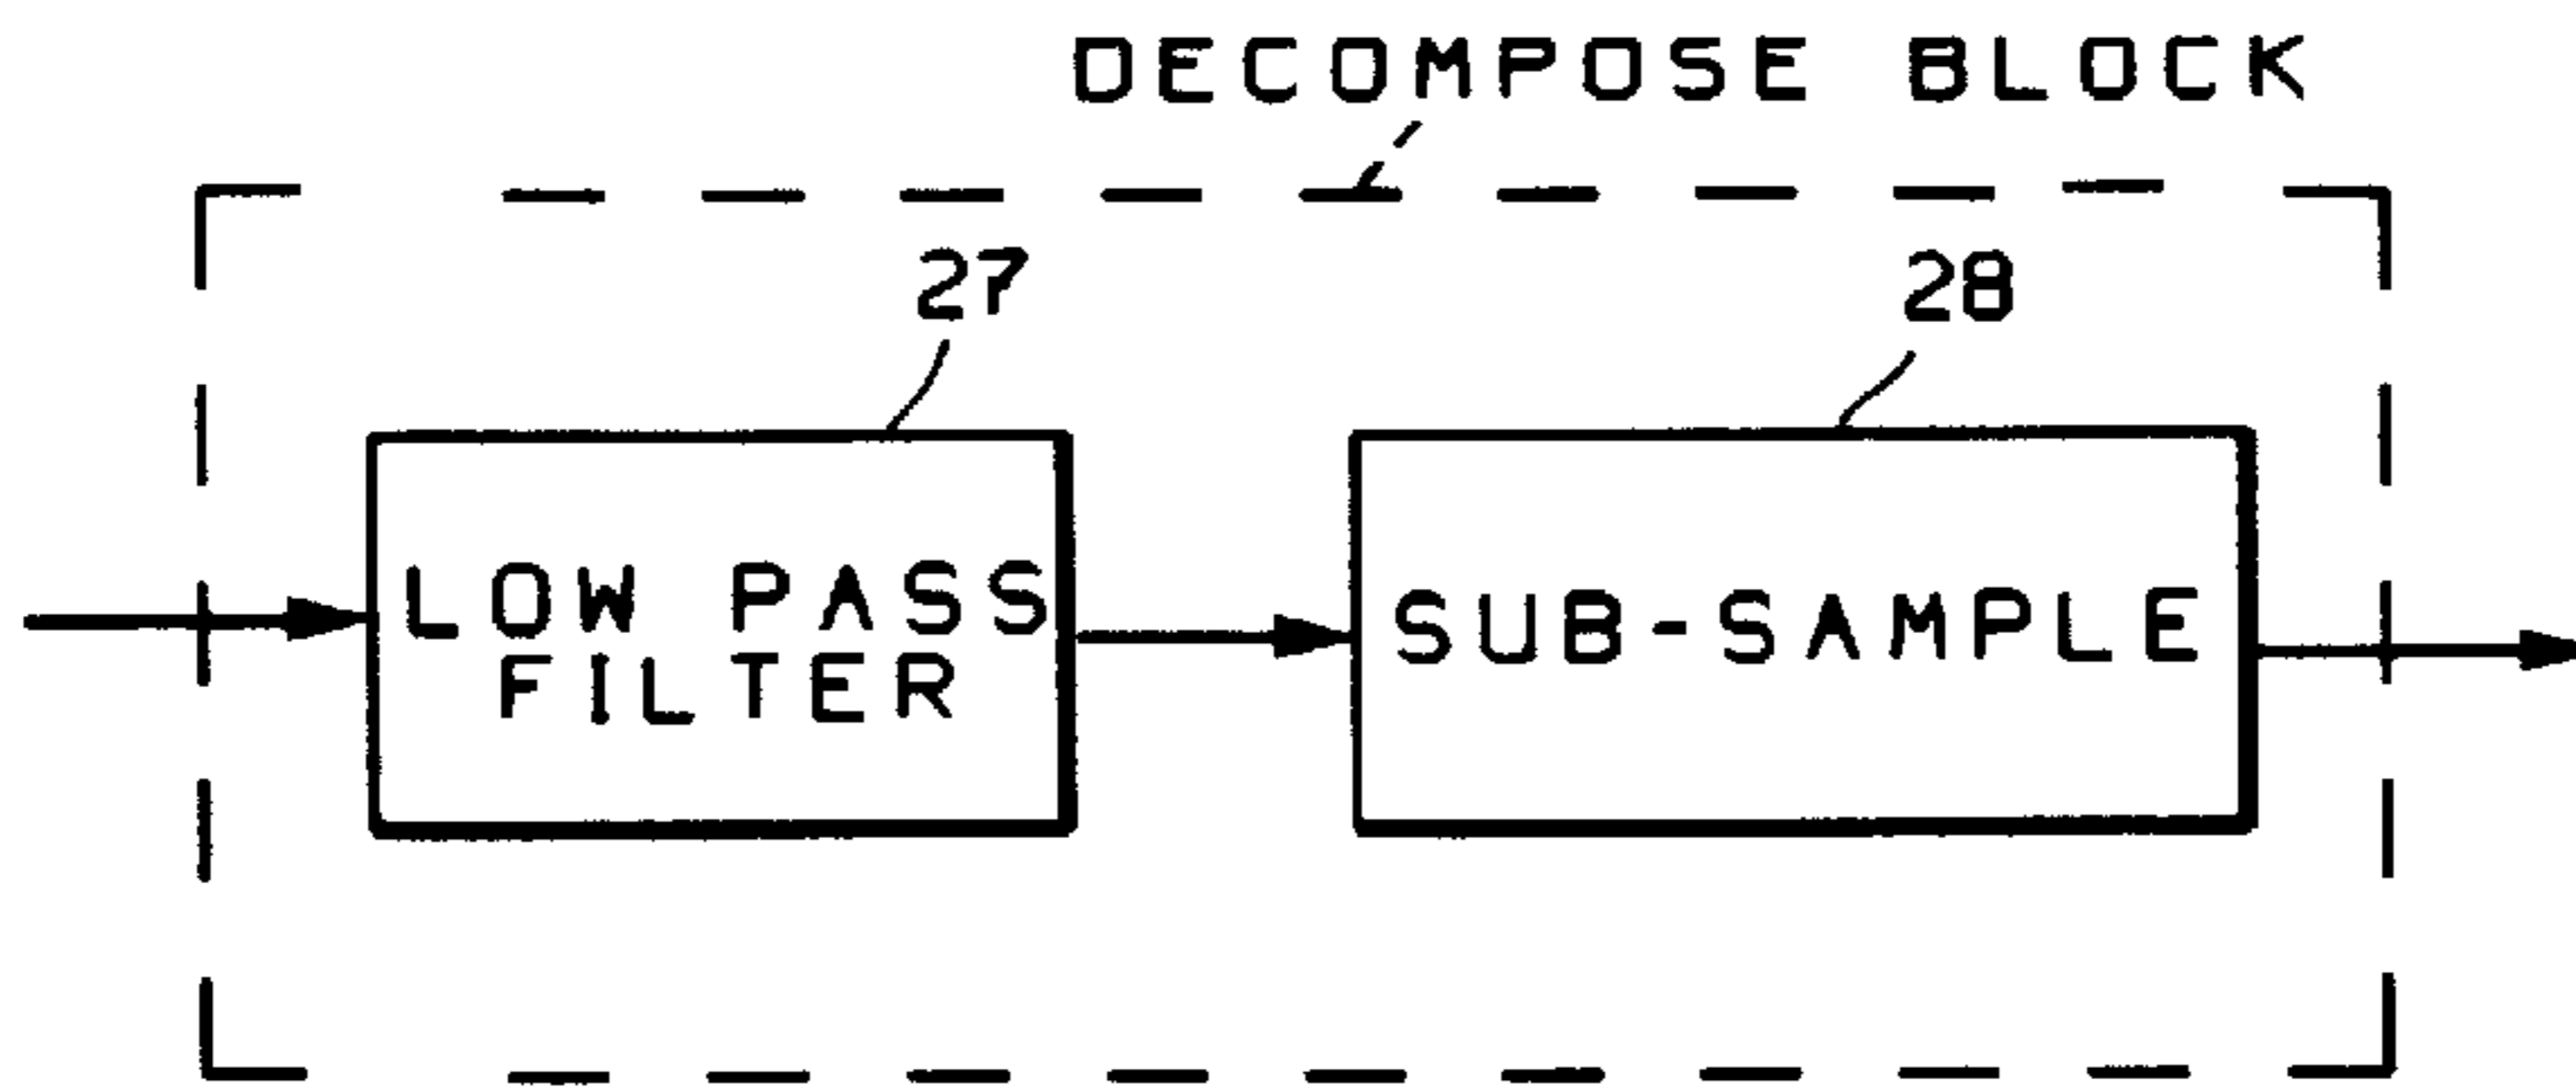 DECOMPOSE BLOCK
27
28
LOW PASS
FILTER
SUB-SAMPLE